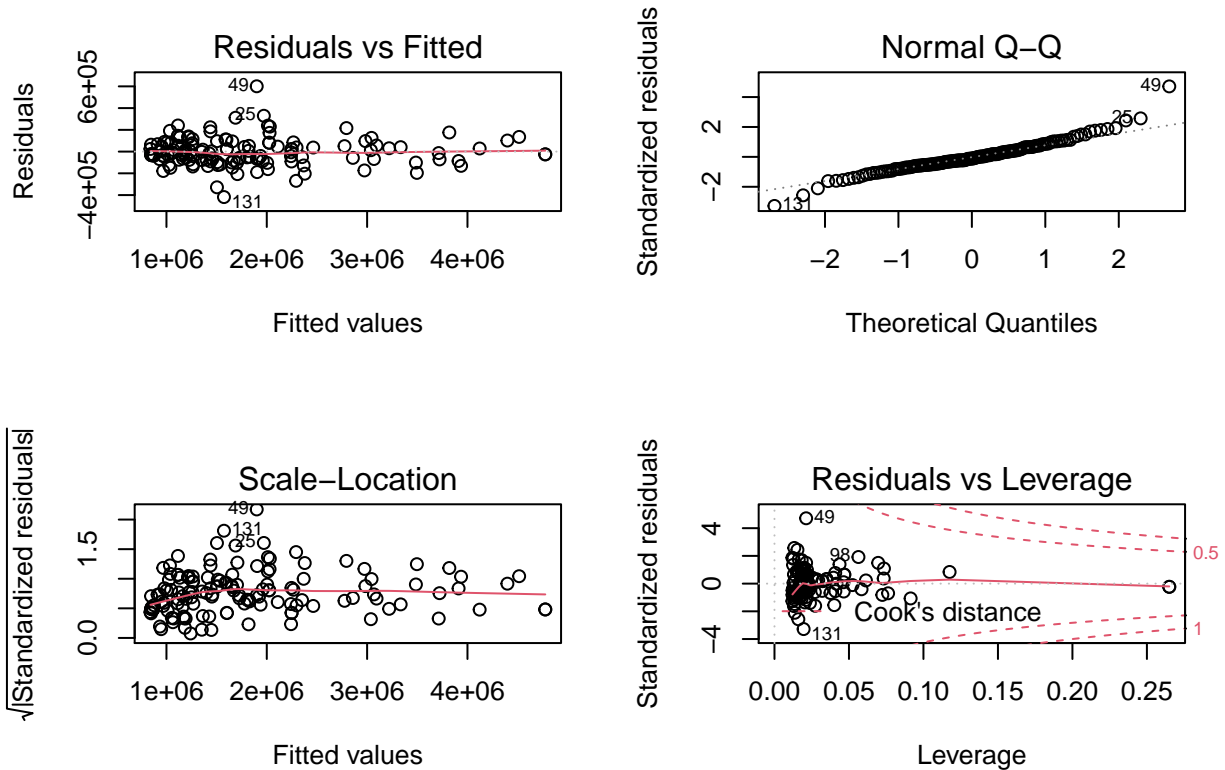 Residuals vs Fitted
Residuals
6e+05
−4e+05
49
25
131
1e+06 2e+06 3e+06 4e+06
Fitted values
Normal Q−Q
Standardized residuals
2
−2
49
25
131
−2 −1 0 1 2
Theoretical Quantiles
Scale−Location
√|Standardized residuals|
1.5
0.0
49
131
25
1e+06 2e+06 3e+06 4e+06
Fitted values
Residuals vs Leverage
Standardized residuals
4
0
−4
49
98
131
Cook's distance
0.5
1
0.00 0.05 0.10 0.15 0.20 0.25
Leverage